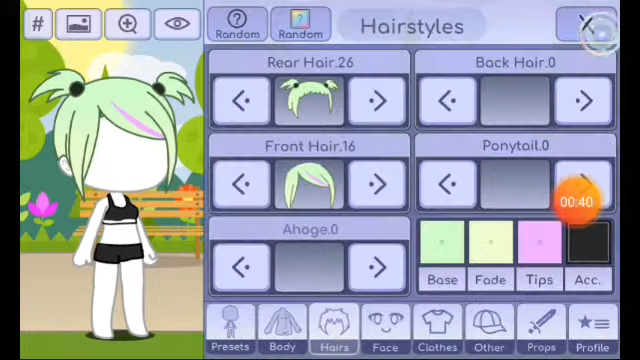 #
? Random
? Random
Hairstyles
X
Rear Hair.26
Back Hair.0
Front Hair.16
Ponytail.0
00:40
Ahoge.0
Base
Fade
Tips
Acc.
Presets
Body
Hairs
Face
Clothes
Other
Props
Profile